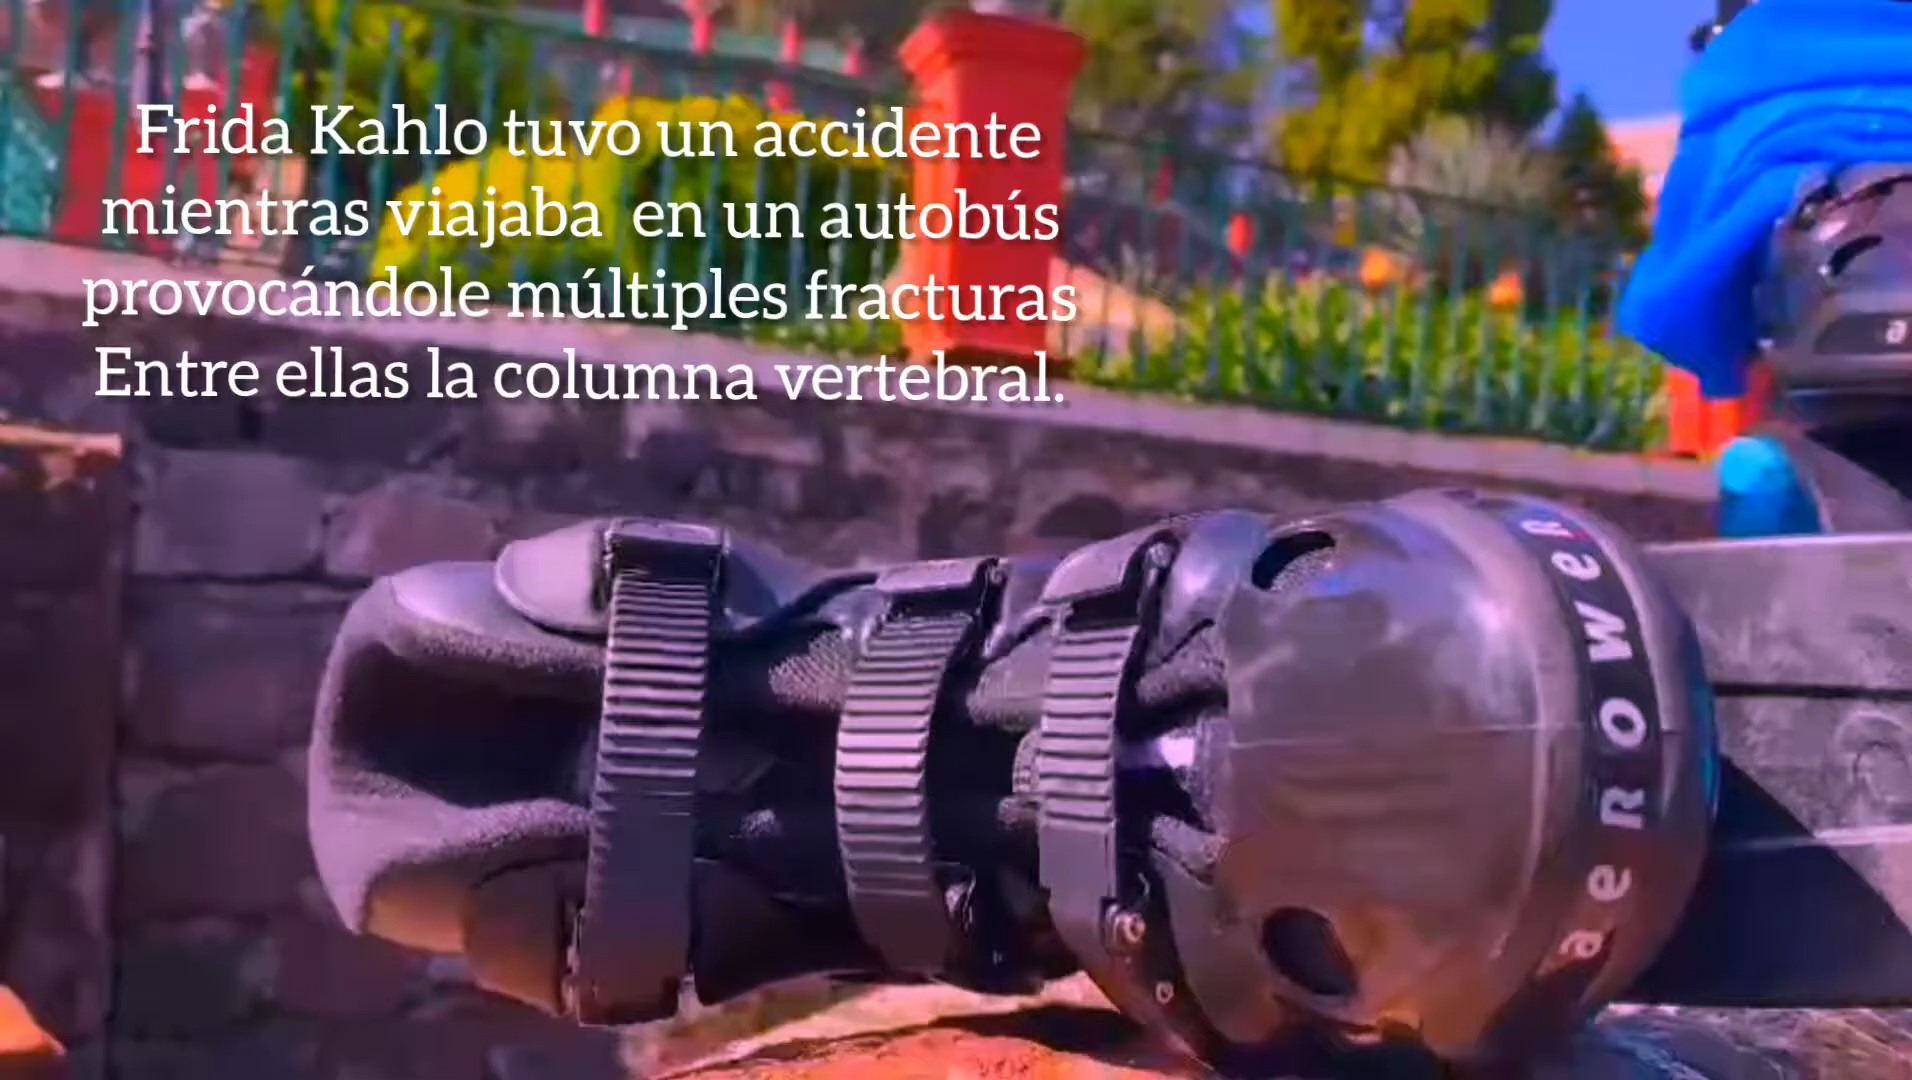 Frida Kahlo tuvo un accidente
mientras viajaba en un autobús
provocándole múltiples fracturas
Entre ellas la columna vertebral.
a
aerower